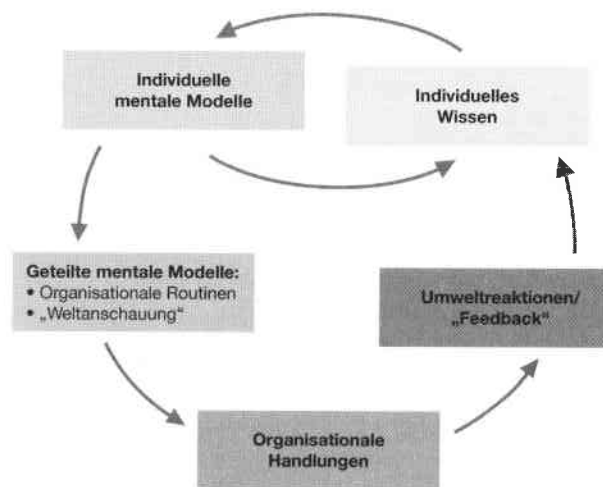 Individuelle
mentale Modelle
Individuelles
Wissen
Geteilte mentale Modelle:
• Organisationale Routinen
• „Weltanschauung“
Umweltreaktionen/
„Feedback“
Organisationale
Handlungen